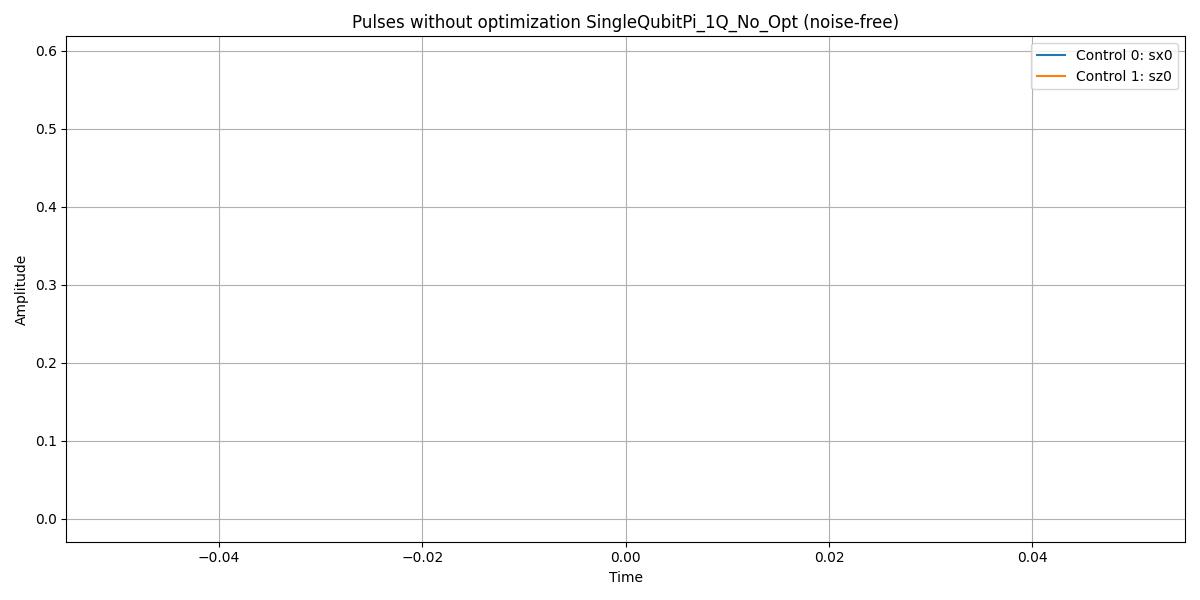 Pulses without optimization SingleQubitPi_1Q_No_Opt (noise-free)
Control 0: sx0
Control 1: sz0
0.6
0.5
0.4
0.3
0.2
0.1
0.0
Amplitude
−0.04 −0.02 0.00 0.02 0.04
Time